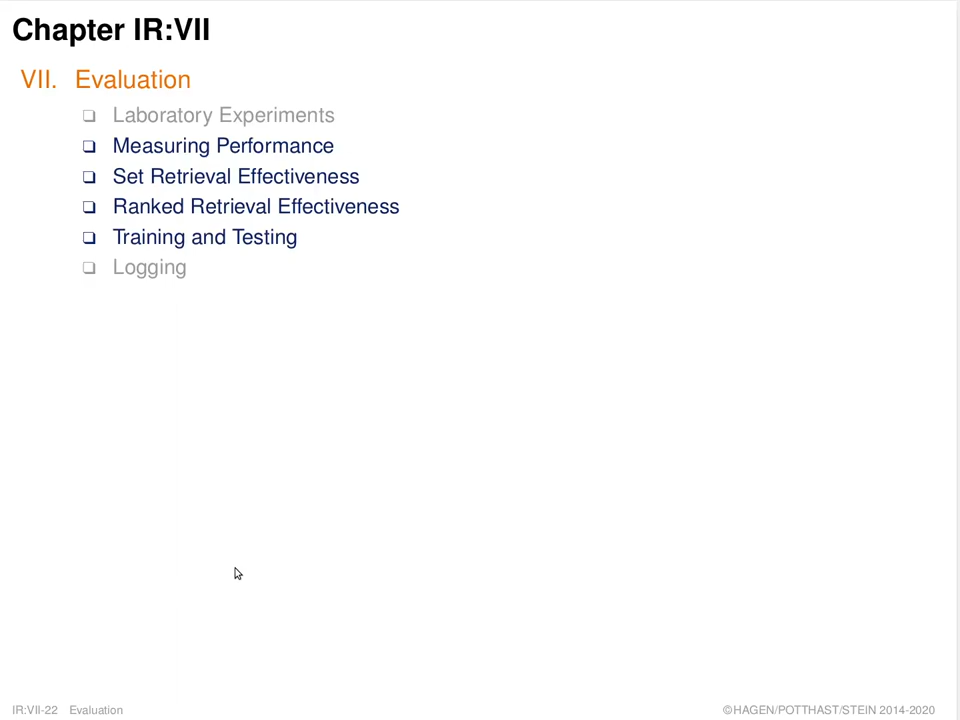 Chapter IR:VII
VII. Evaluation
❏ Laboratory Experiments
❏ Measuring Performance
❏ Set Retrieval Effectiveness
❏ Ranked Retrieval Effectiveness
❏ Training and Testing
❏ Logging
IR:VII-22 Evaluation ©HAGEN/POTTHAST/STEIN 2014-2020